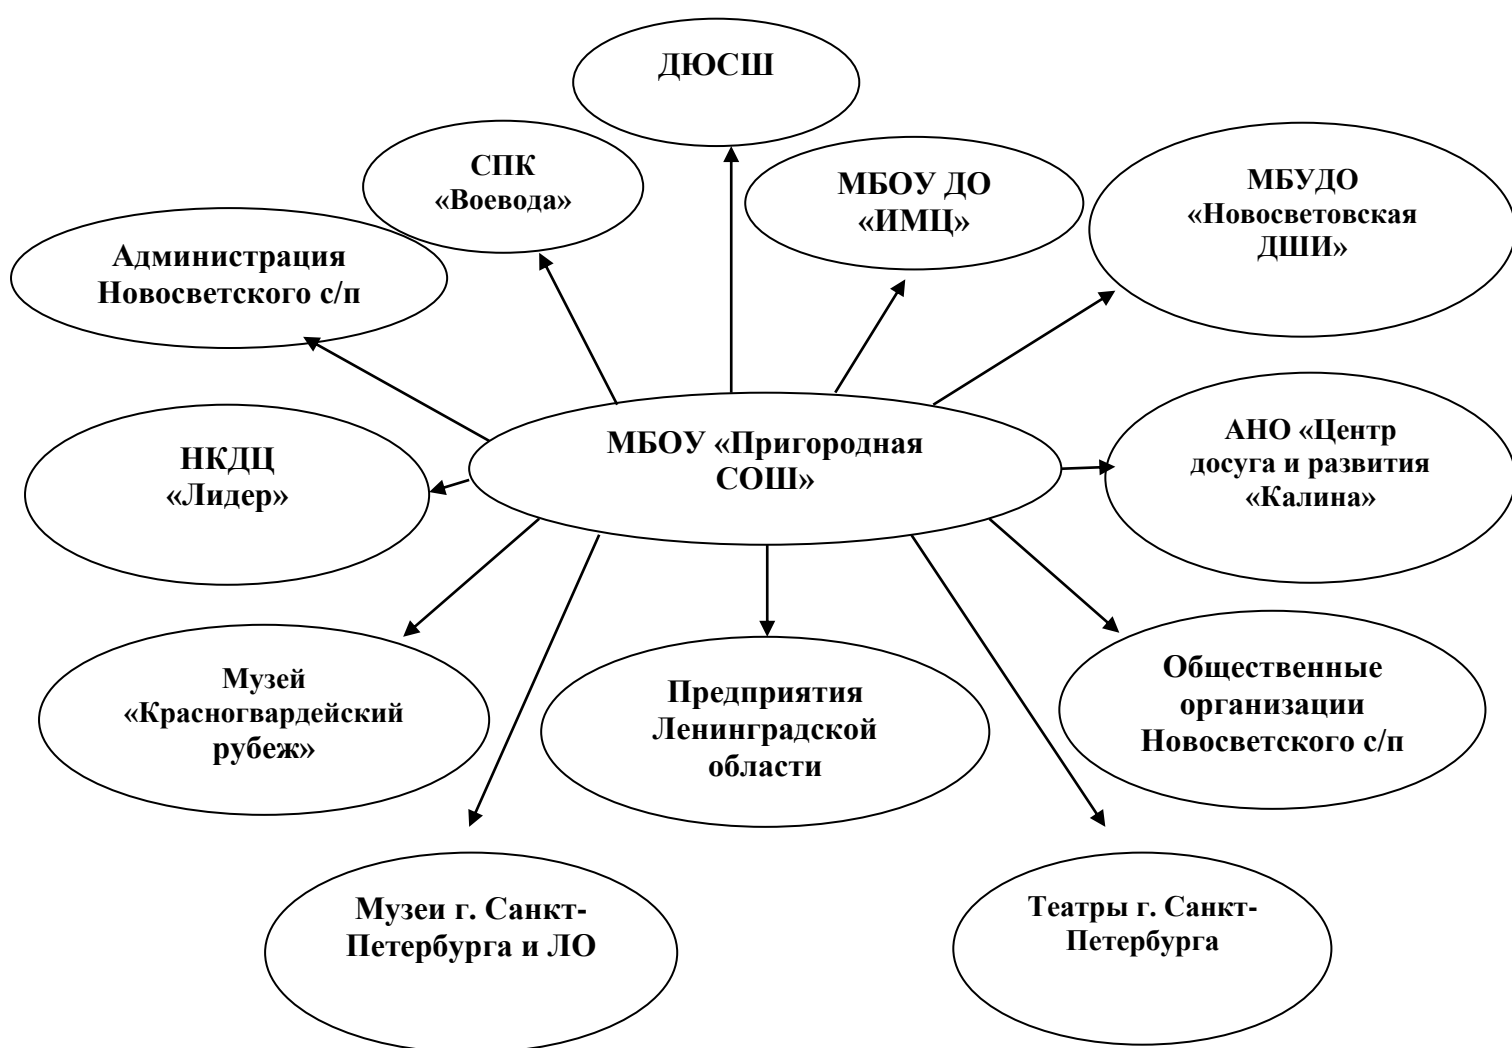 ДЮСШ
СПК
«Воевода»
МБОУ ДО
«ИМЦ»
МБУДО
«Новосветовская
ДШИ»
Администрация
Новосветского с/п
МБОУ «Пригородная
СОШ»
НКДЦ
«Лидер»
АНО «Центр
досуга и развития
«Калина»
Музей
«Красногвардейский
рубеж»
Предприятия
Ленинградской
области
Общественные
организации
Новосветского с/п
Музеи г. Санкт-
Петербурга и ЛО
Театры г. Санкт-
Петербурга